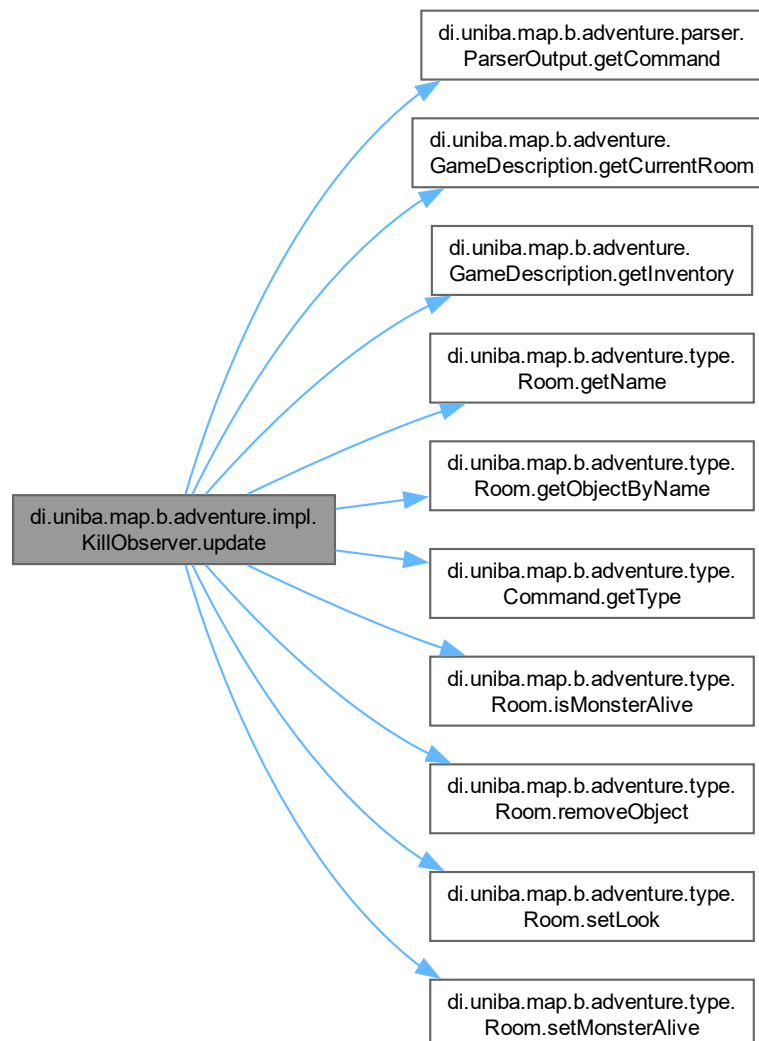 di.uniba.map.b.adventure.parser.
ParserOutput.getCommand
di.uniba.map.b.adventure.
GameDescription.getCurrentRoom
di.uniba.map.b.adventure.
GameDescription.getInventory
di.uniba.map.b.adventure.type.
Room.getName
di.uniba.map.b.adventure.type.
Room.getObjectByName
di.uniba.map.b.adventure.impl.
KillObserver.update
di.uniba.map.b.adventure.type.
Command.getType
di.uniba.map.b.adventure.type.
Room.isMonsterAlive
di.uniba.map.b.adventure.type.
Room.removeObject
di.uniba.map.b.adventure.type.
Room.setLook
di.uniba.map.b.adventure.type.
Room.setMonsterAlive